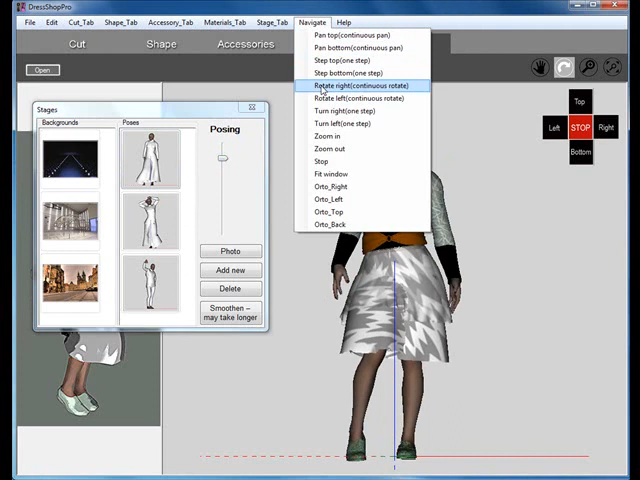 DressShopPro
File Edit Cut_Tab Shape_Tab Accessory_Tab Materials_Tab Stage_Tab Navigate Help
Cut Shape Accessories
Open
Pan top(continuous pan)
Pan bottom(continuous pan)
Step top(one step)
Step bottom(one step)
Rotate right(continuous rotate)
Rotate left(continuous rotate)
Turn right(one step)
Turn left(one step)
Zoom in
Zoom out
Stop
Fit window
Orto_Right
Orto_Left
Orto_Top
Orto_Back
Top
Left STOP Right
Bottom
Stages
Backgrounds Poses
Posing
Photo
Add new
Delete
Smoothen –
may take longer